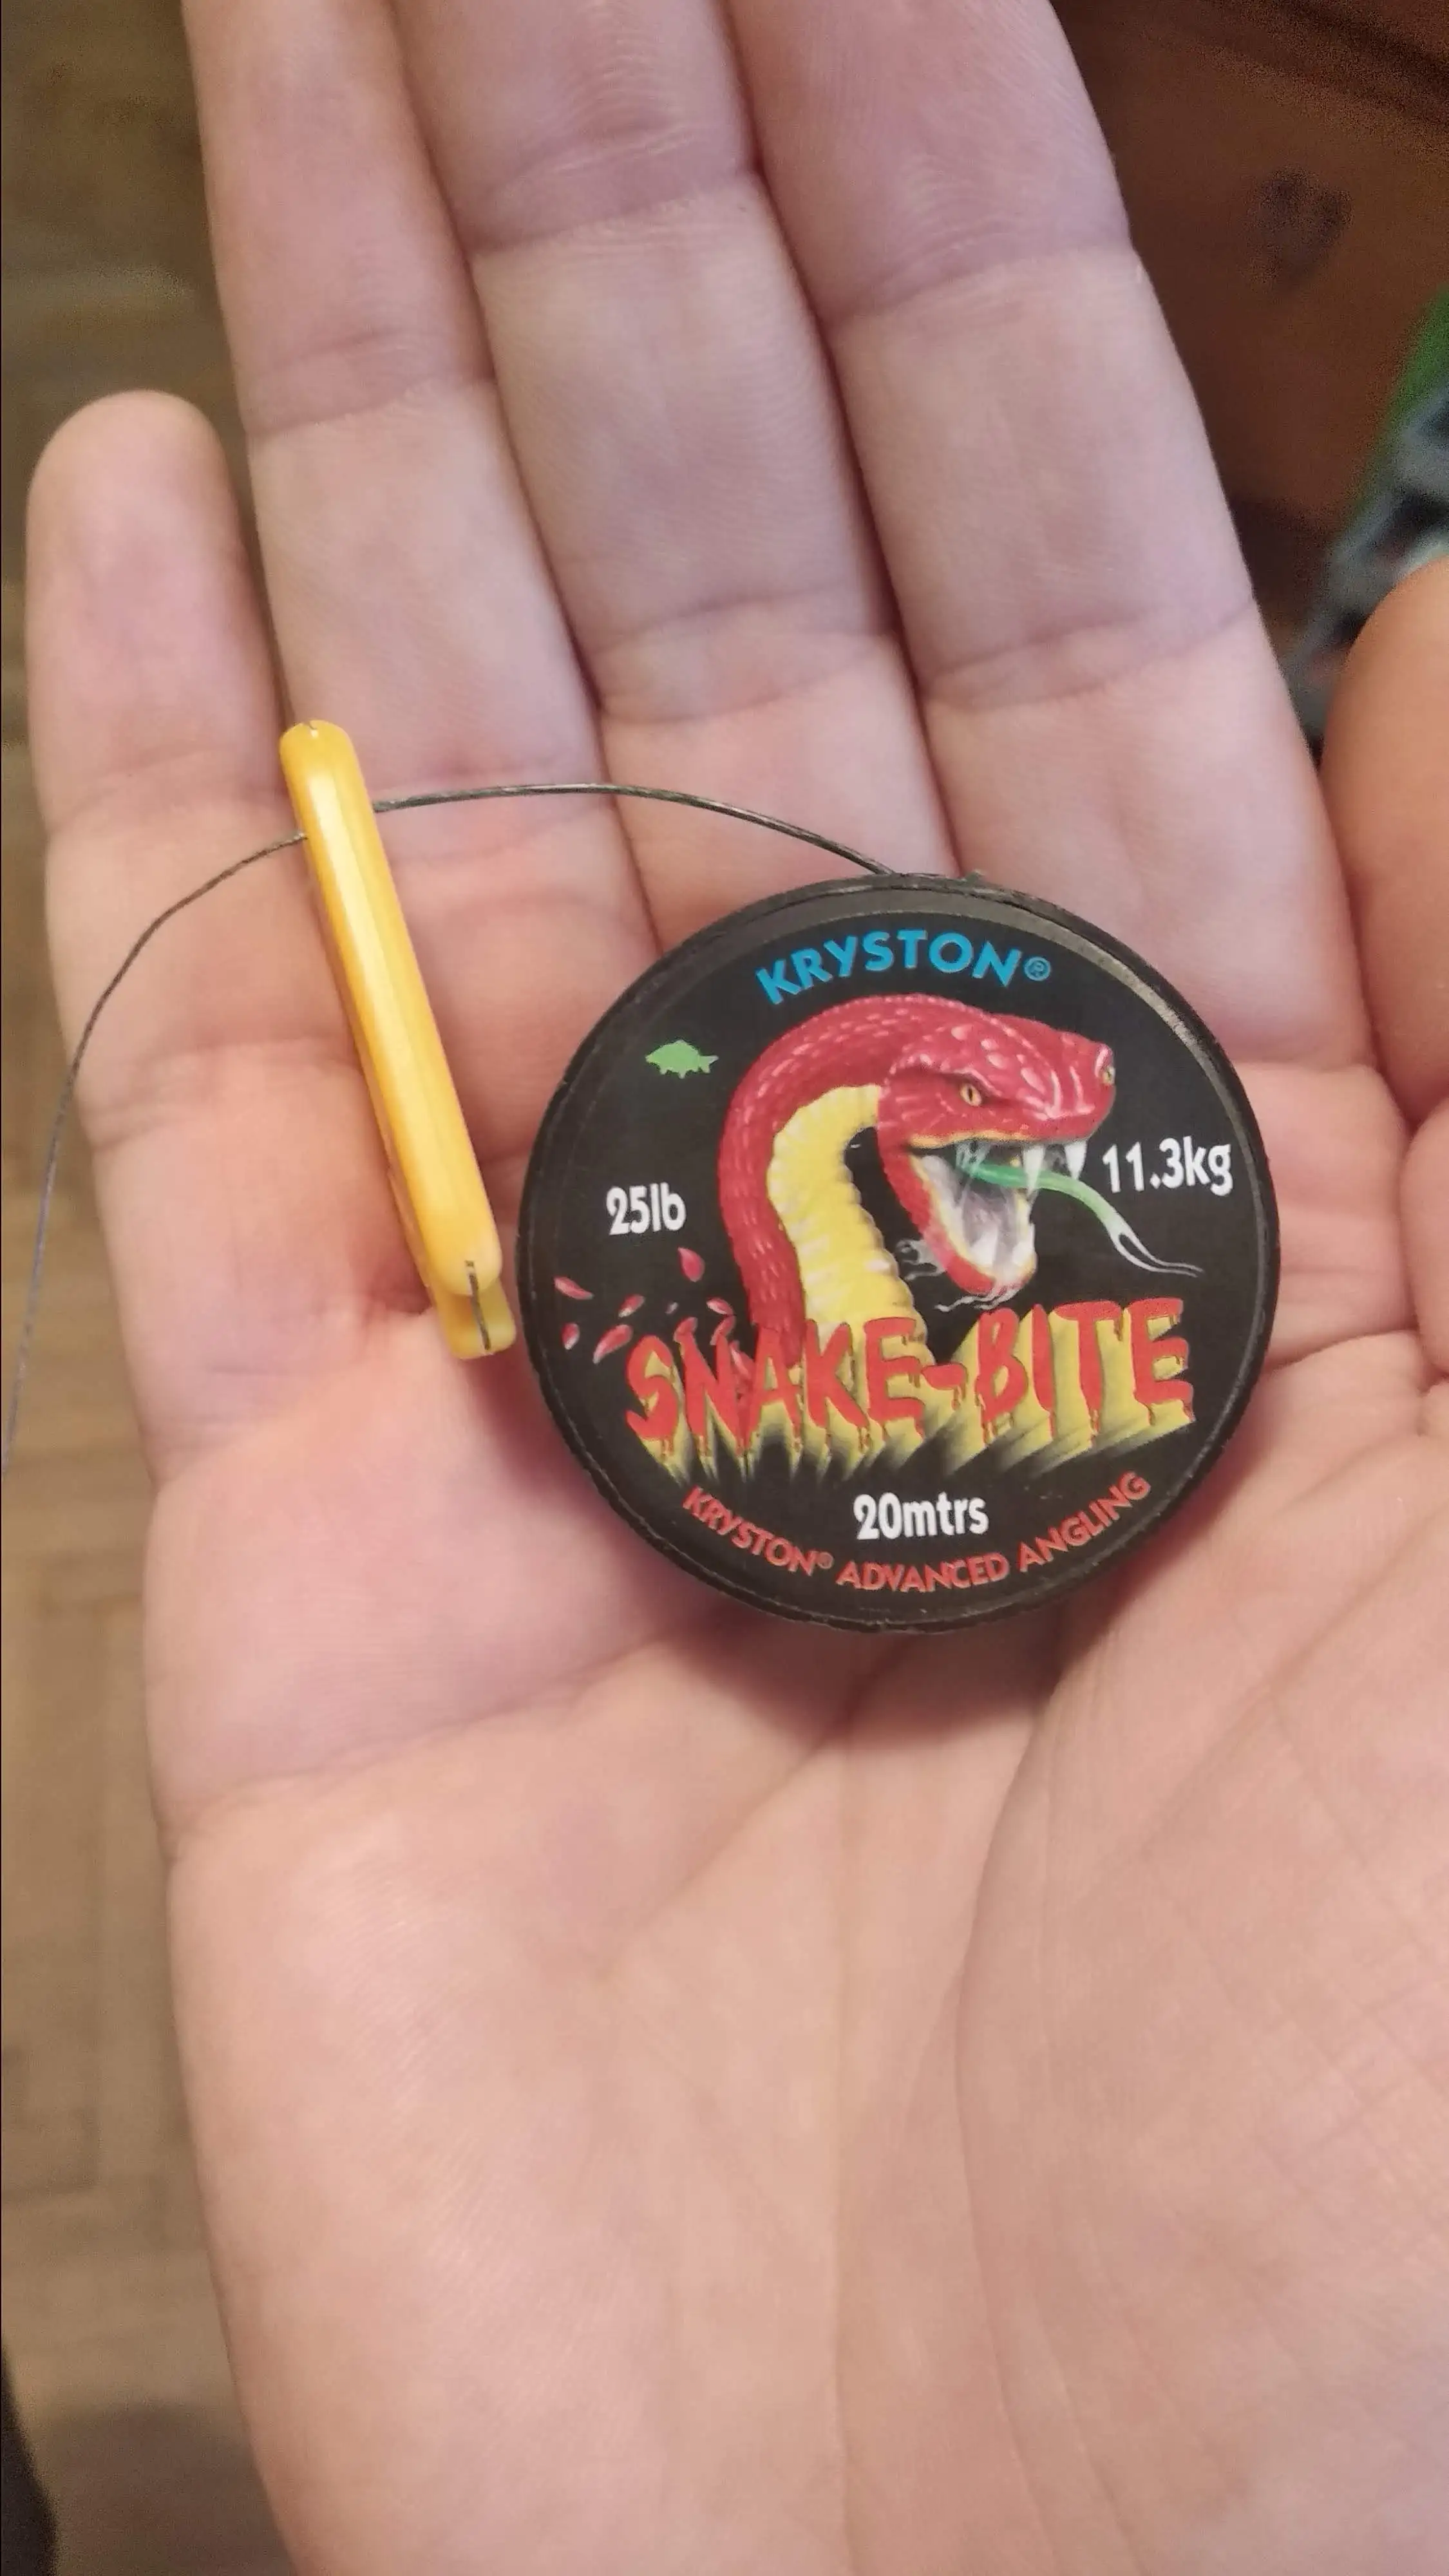 KRYSTON®
25lb
11.3kg
SNAKE-BITE
20mtrs
KRYSTON® ADVANCED ANGLING